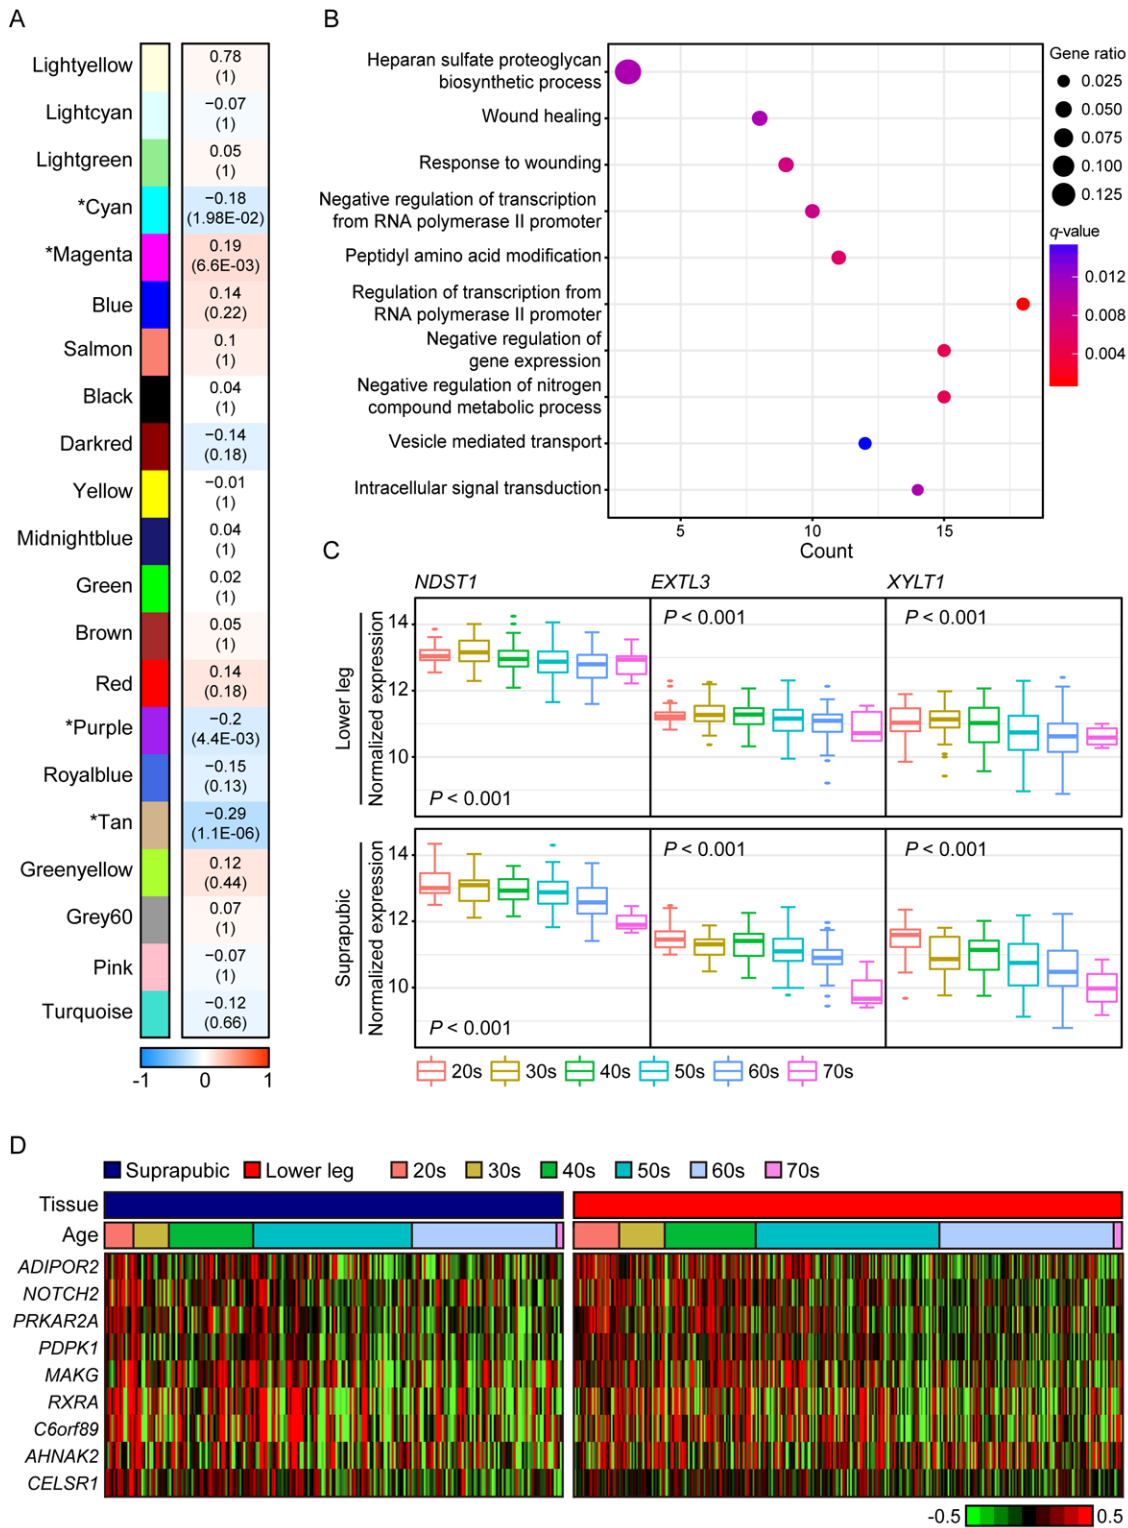 A
Lightyellow
0.78
(1)
Lightcyan
−0.07
(1)
Lightgreen
0.05
(1)
*Cyan
−0.18
(1.98E-02)
*Magenta
0.19
(6.6E-03)
Blue
0.14
(0.22)
Salmon
0.1
(1)
Black
0.04
(1)
Darkred
−0.14
(0.18)
Yellow
−0.01
(1)
Midnightblue
0.04
(1)
Green
0.02
(1)
Brown
0.05
(1)
Red
0.14
(0.18)
*Purple
−0.2
(4.4E-03)
Royalblue
−0.15
(0.13)
*Tan
−0.29
(1.1E-06)
Greenyellow
0.12
(0.44)
Grey60
0.07
(1)
Pink
−0.07
(1)
Turquoise
−0.12
(0.66)
-1 0 1
B
Heparan sulfate proteoglycan
biosynthetic process
Wound healing
Response to wounding
Negative regulation of transcription
from RNA polymerase II promoter
Peptidyl amino acid modification
Regulation of transcription from
RNA polymerase II promoter
Negative regulation of
gene expression
Negative regulation of nitrogen
compound metabolic process
Vesicle mediated transport
Intracellular signal transduction
5 10 15
Count
Gene ratio
0.025
0.050
0.075
0.100
0.125
q-value
0.012
0.008
0.004
C
NDST1 EXTL3 XYLT1
Lower leg
Normalized expression
14
12
10
P < 0.001
P < 0.001
P < 0.001
Suprapubic
Normalized expression
14
12
10
P < 0.001
P < 0.001
P < 0.001
20s 30s 40s 50s 60s 70s
D
Suprapubic Lower leg 20s 30s 40s 50s 60s 70s
Tissue
Age
ADIPOR2
NOTCH2
PRKAR2A
PDPK1
MAKG
RXRA
C6orf89
AHNAK2
CELSR1
-0.5 0.5